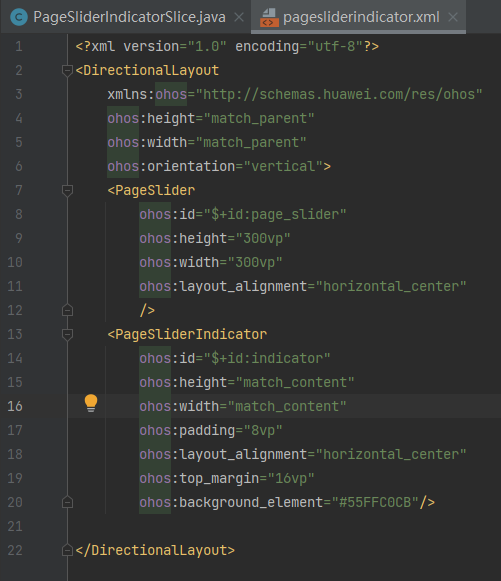 PageSliderIndicatorSlice.java pagesliderindicator.xml
1 <?xml version="1.0" encoding="utf-8"?>
2 <DirectionalLayout
3 xmlns:ohos="http://schemas.huawei.com/res/ohos"
4 ohos:height="match_parent"
5 ohos:width="match_parent"
6 ohos:orientation="vertical">
7 <PageSlider
8 ohos:id="$+id:page_slider"
9 ohos:height="300vp"
10 ohos:width="300vp"
11 ohos:layout_alignment="horizontal_center"
12 />
13 <PageSliderIndicator
14 ohos:id="$+id:indicator"
15 ohos:height="match_content"
16 ohos:width="match_content"
17 ohos:padding="8vp"
18 ohos:layout_alignment="horizontal_center"
19 ohos:top_margin="16vp"
20 ohos:background_element="#55FFC0CB"/>
21
22 </DirectionalLayout>